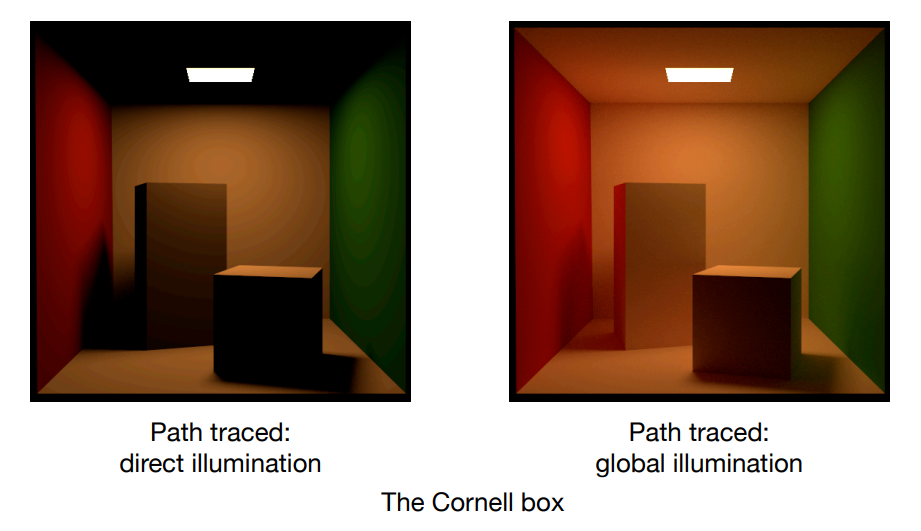 Path traced:
direct illumination
Path traced:
global illumination
The Cornell box